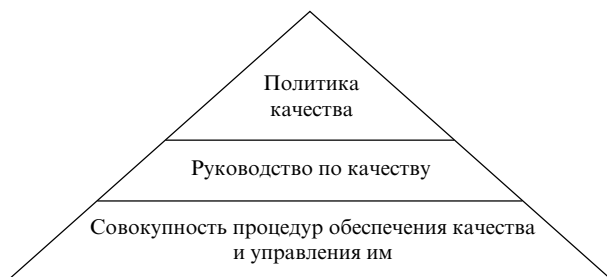 Политика
качества
Руководство по качеству
Совокупность процедур обеспечения качества
и управления им